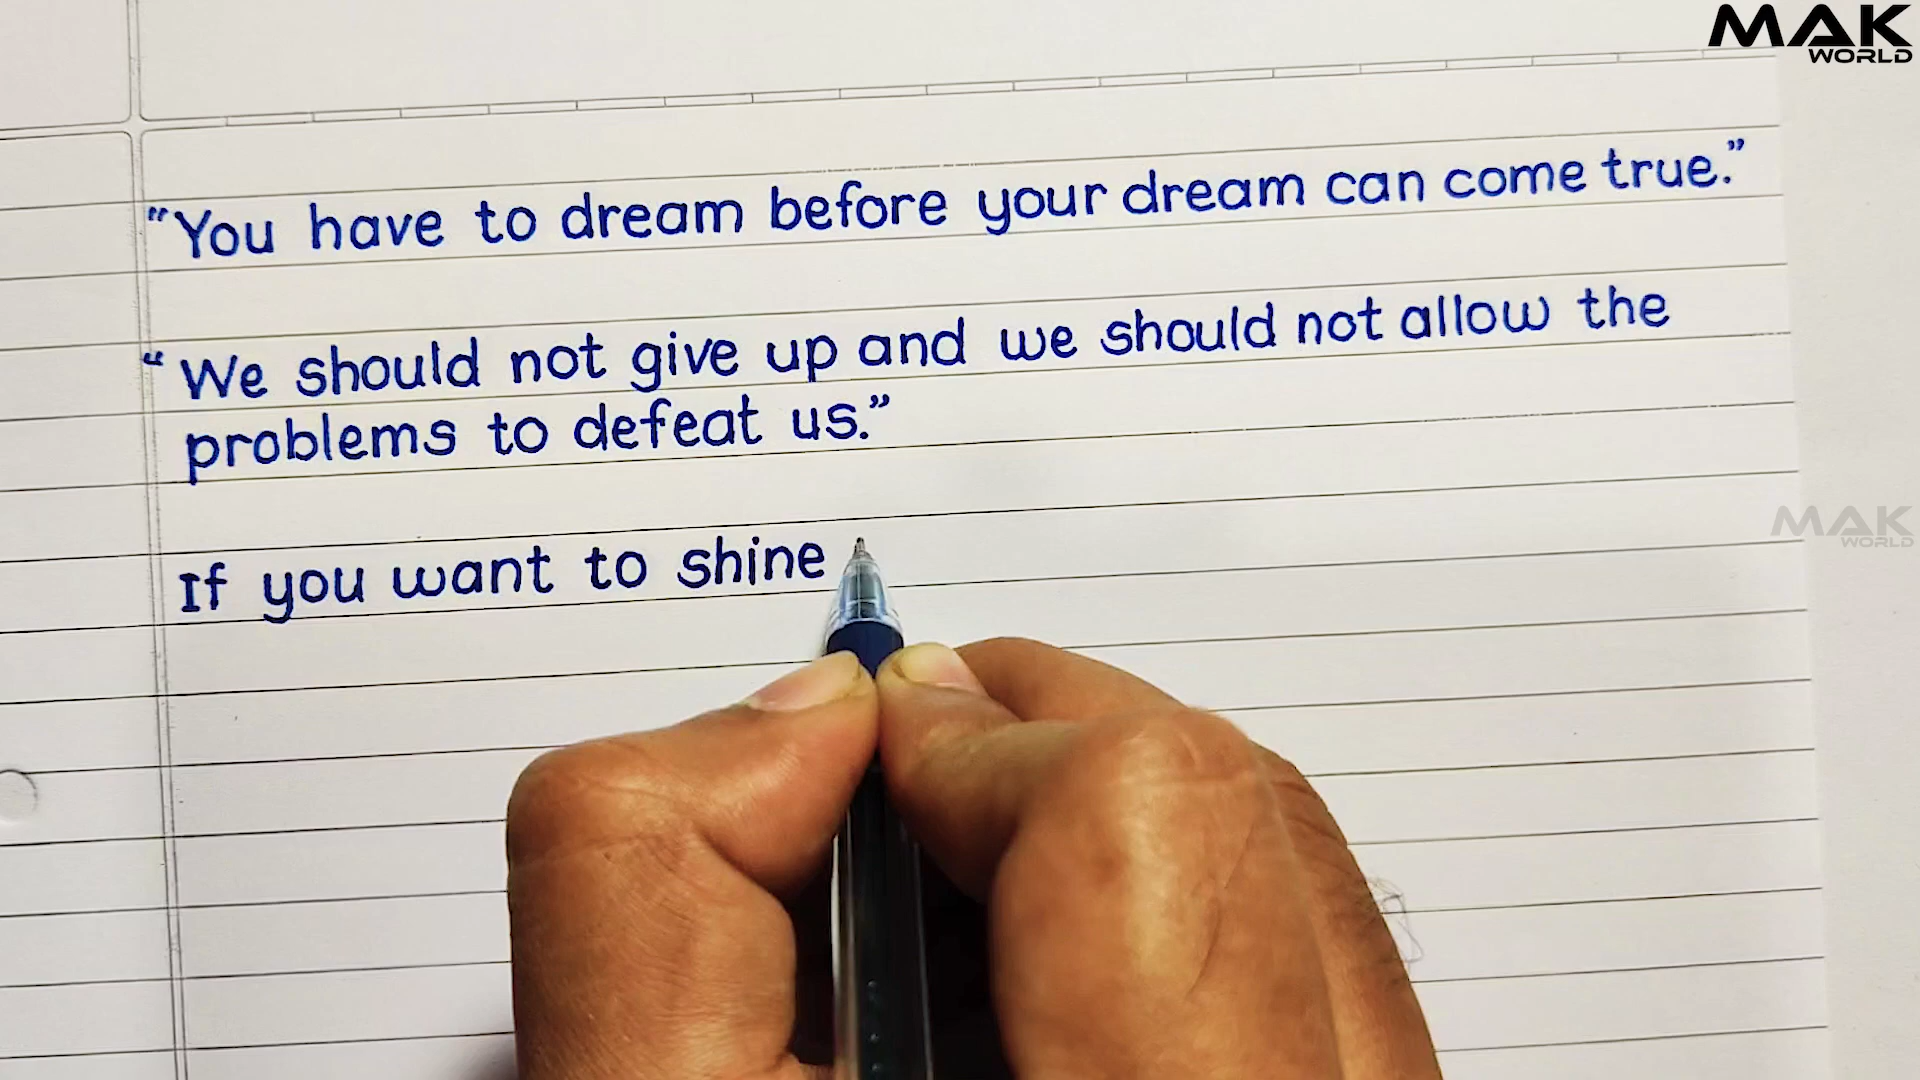 MAK
WORLD
"You have to dream before your dream can come true."
"We should not give up and we should not allow the
problems to defeat us."
MAK
WORLD
If you want to shine